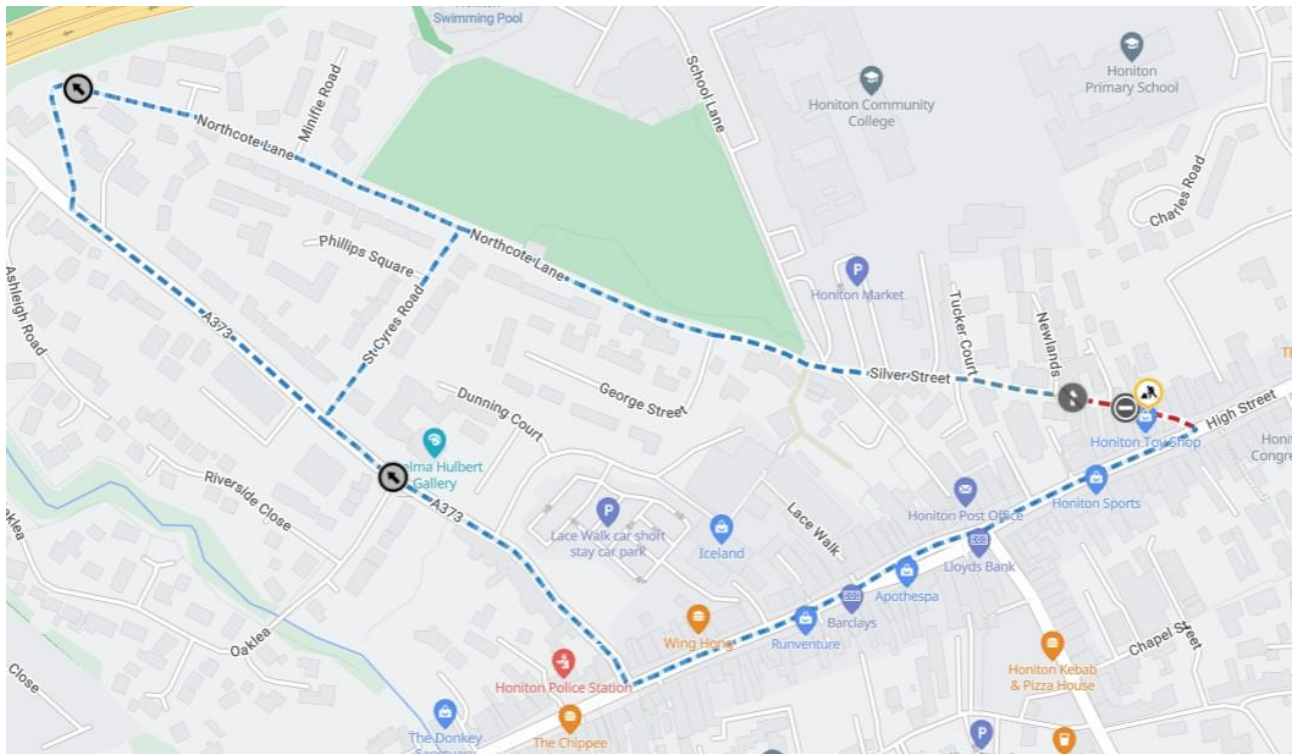 Swimming Pool
School Lane
Honiton Community
College
Honiton
Primary School
Minifie Road
Northcote Lane
Charles Road
Phillips Square
Northcote Lane
Honiton Market
Tucker Court
Newlands
Ashleigh Road
A373
St Cyres Road
Silver Street
High Street
George Street
Honiton Toy Shop
Dunning Court
elma Hulbert
Gallery
Riverside Close
A373
Lace Walk car short
stay car park
Iceland
Lace Walk
Honiton Post Office
Honiton Sports
Lloyds Bank
Congre
Apothespa
Barclays
Runventure
Wing Hong
Oaklea
Chapel Street
Honiton Kebab
& Pizza House
Honiton Police Station
The Chippee
The Donkey
Close